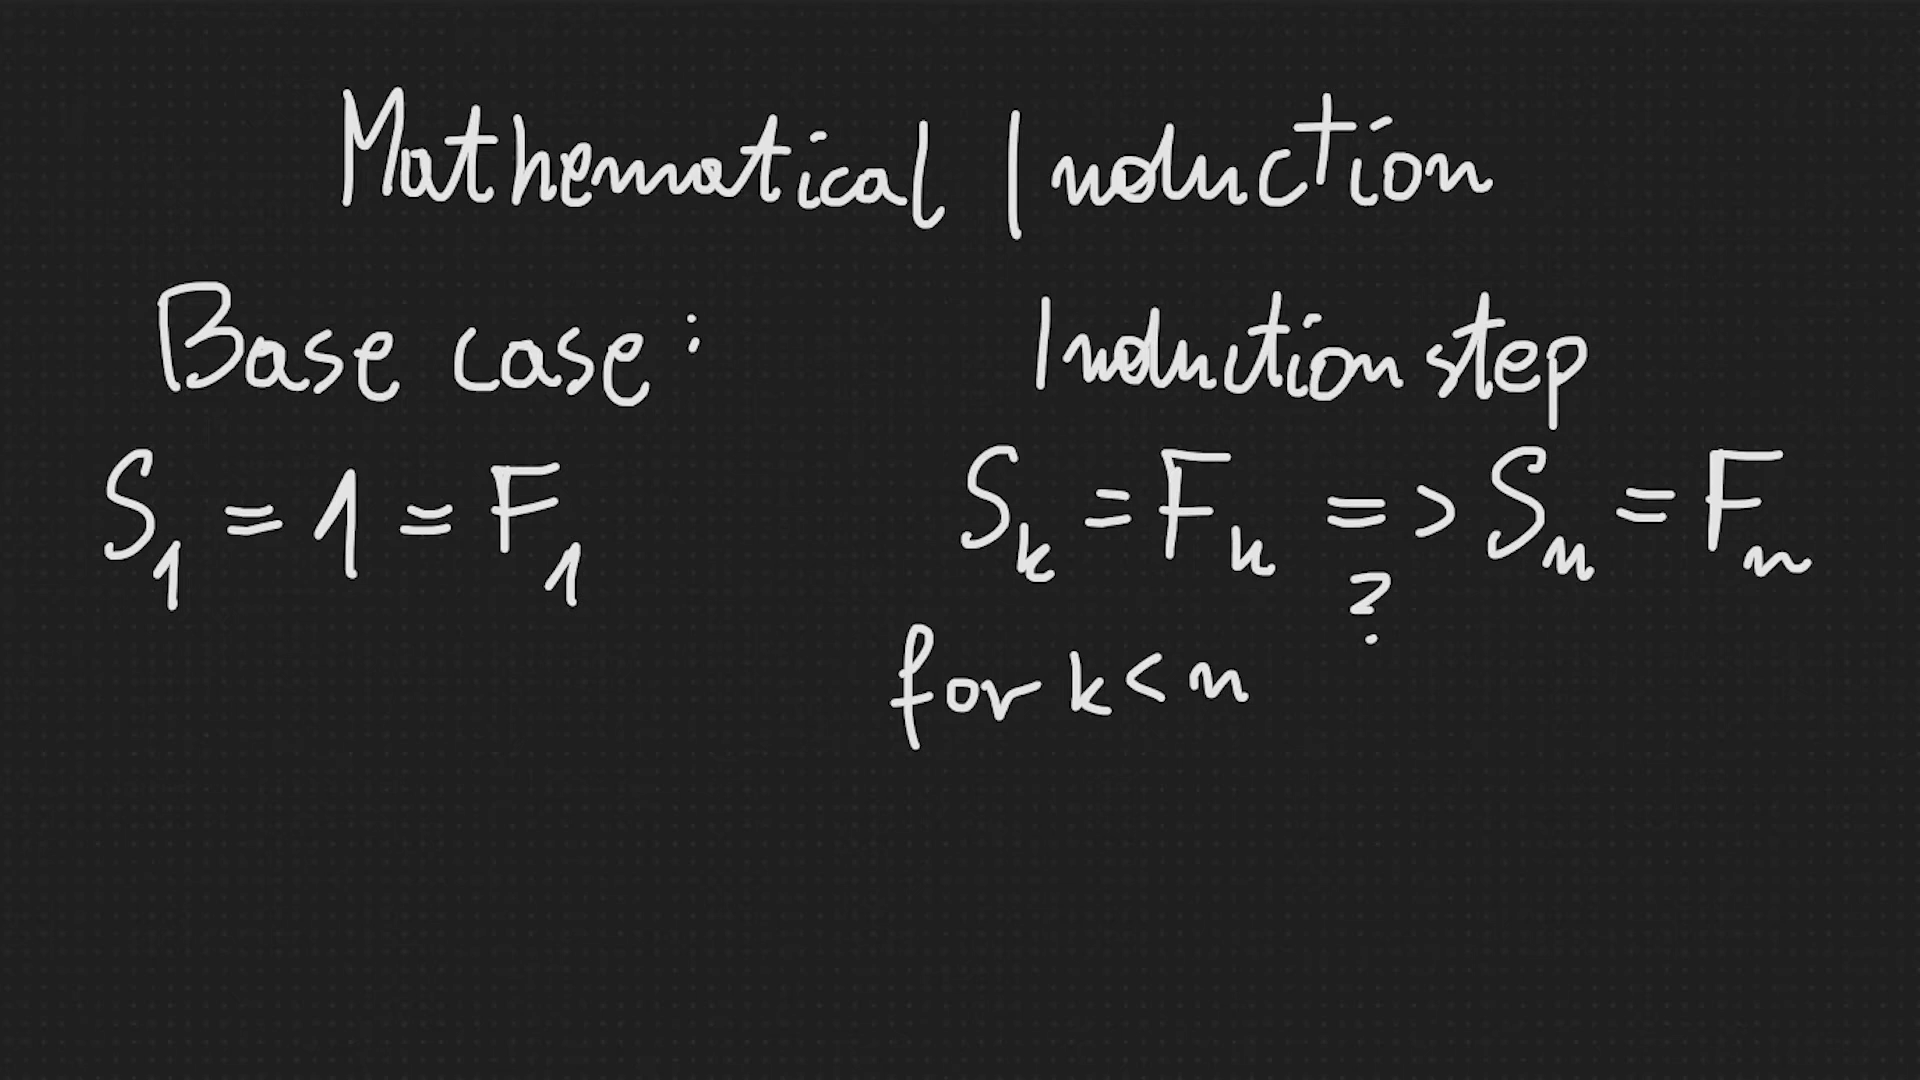 Mathematical Induction
Base case:
Induction step
S₁ = 1 = F₁
Sₖ = Fₖ => Sₙ = Fₙ
?
for k < n